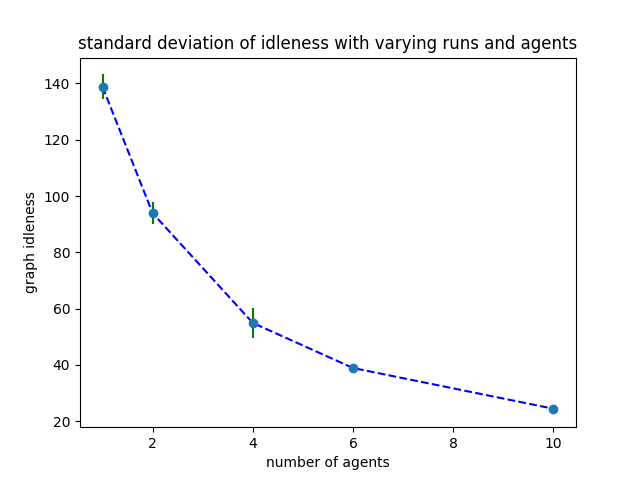 standard deviation of idleness with varying runs and agents
140
120
100
80
60
40
20
graph idleness
2 4 6 8 10
number of agents